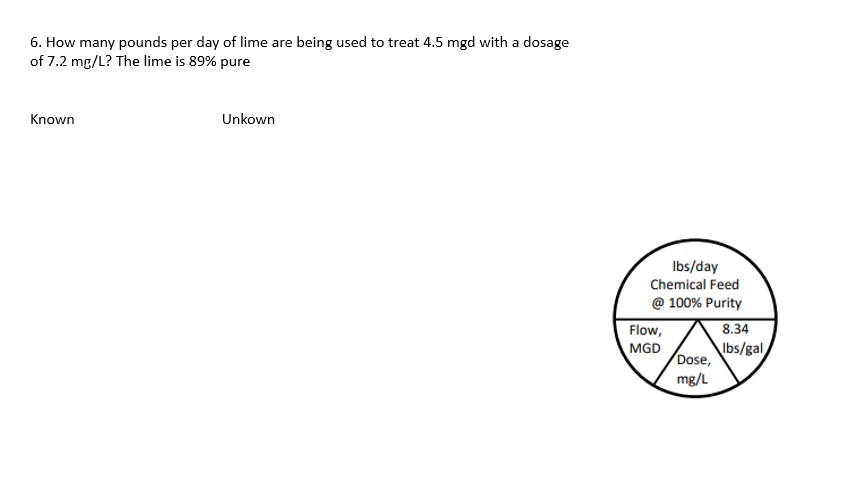 6. How many pounds per day of lime are being used to treat 4.5 mgd with a dosage
of 7.2 mg/L? The lime is 89% pure
Known
Unkown
lbs/day
Chemical Feed
@ 100% Purity
Flow,
MGD
8.34
lbs/gal
Dose,
mg/L